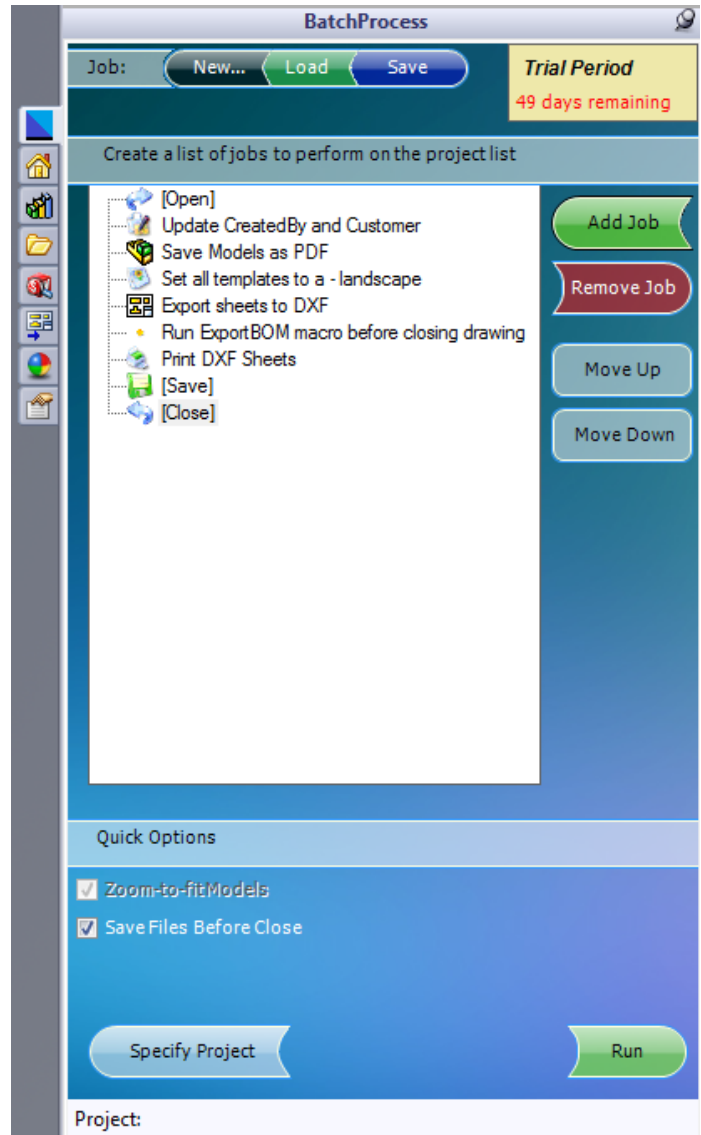 BatchProcess
Job: New... Load Save
Trial Period
49 days remaining
Create a list of jobs to perform on the project list
[Open]
Update CreatedBy and Customer
Save Models as PDF
Set all templates to a - landscape
Export sheets to DXF
Run ExportBOM macro before closing drawing
Print DXF Sheets
[Save]
[Close]
Add Job
Remove Job
Move Up
Move Down
Quick Options
Zoom-to-fit Models
Save Files Before Close
Specify Project
Run
Project: